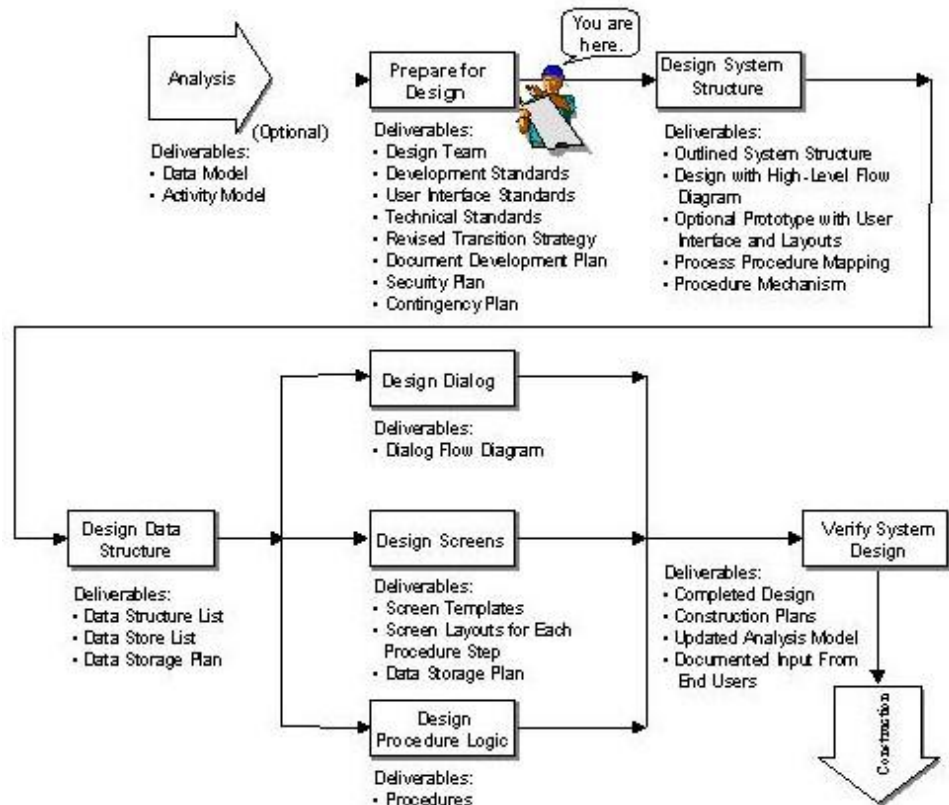 You are
here.
Analysis
(Optional)
Deliverables:
• Data Model
• Activity Model
Prepare for
Design
Deliverables:
• Design Team
• Development Standards
• User Interface Standards
• Technical Standards
• Revised Transition Strategy
• Document Development Plan
• Security Plan
• Contingency Plan
Design System
Structure
Deliverables:
• Outlined System Structure
• Design with High-Level Flow
Diagram
• Optional Prototype with User
Interface and Layouts
• Process Procedure Mapping
• Procedure Mechanism
Design Data
Structure
Deliverables:
• Data Structure List
• Data Store List
• Data Storage Plan
Design Dialog
Deliverables:
• Dialog Flow Diagram
Design Screens
Deliverables:
• Screen Templates
• Screen Layouts for Each
Procedure Step
• Data Storage Plan
Design
Procedure Logic
Deliverables:
• Procedures
Verify System
Design
Deliverables:
• Completed Design
• Construction Plans
• Updated Analysis Model
• Documented Input From
End Users
Construction